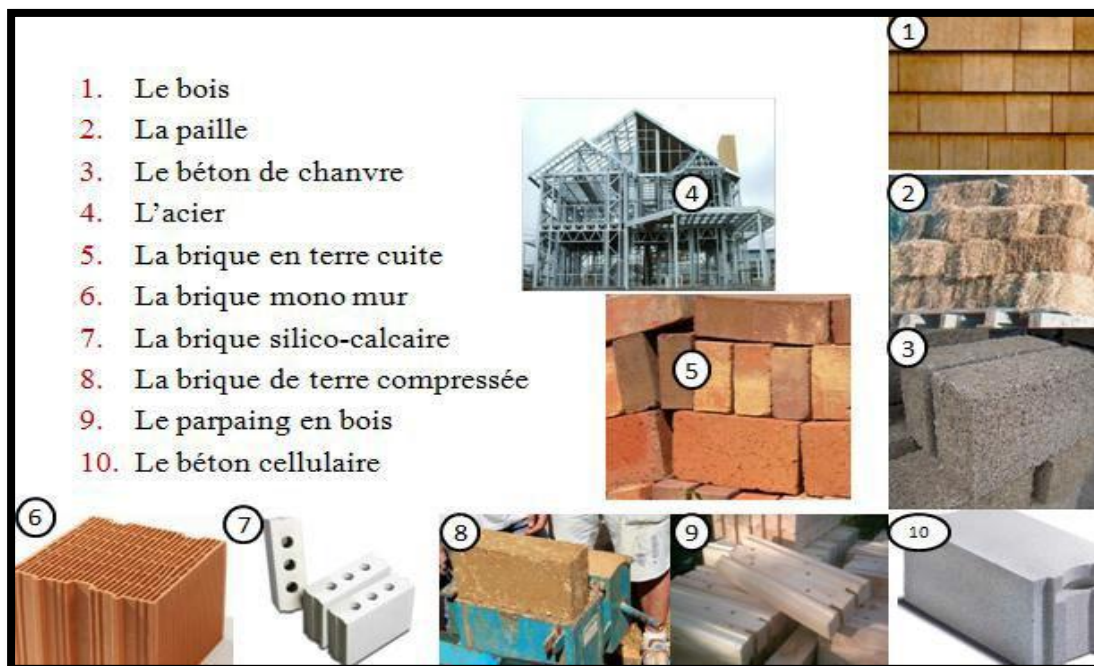 1. Le bois
2. La paille
3. Le béton de chanvre
4. L'acier
5. La brique en terre cuite
6. La brique mono mur
7. La brique silico-calcaire
8. La brique de terre compressée
9. Le parpaing en bois
10. Le béton cellulaire
1
2
3
4
5
6
7
8
9
10